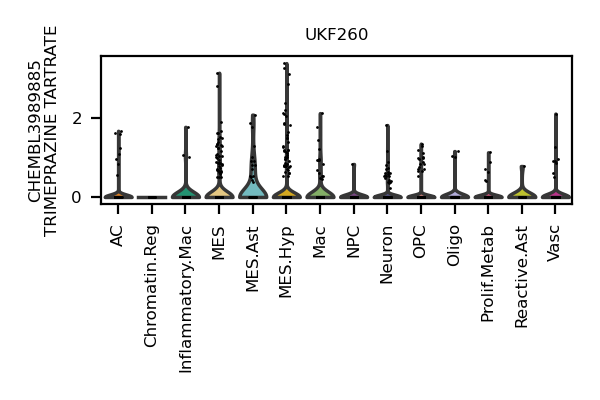 UKF260
CHEMBL3989885
TRIMEPRAZINE TARTRATE
2
0
AC
Chromatin.Reg
Inflammatory.Mac
MES
MES.Ast
MES.Hyp
Mac
NPC
Neuron
OPC
Oligo
Prolif.Metab
Reactive.Ast
Vasc